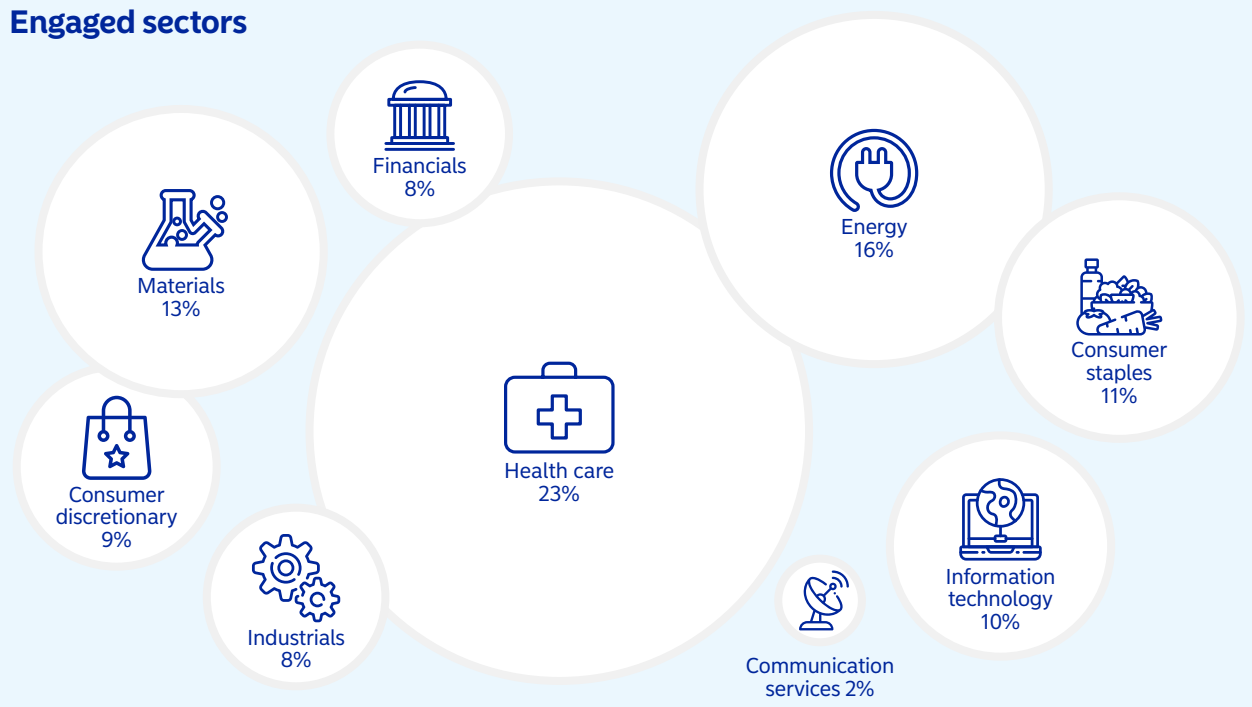 Engaged sectors
Financials
8%
Energy
16%
Materials
13%
Consumer
staples
11%
Health care
23%
Consumer
discretionary
9%
Information
technology
10%
Industrials
8%
Communication
services 2%